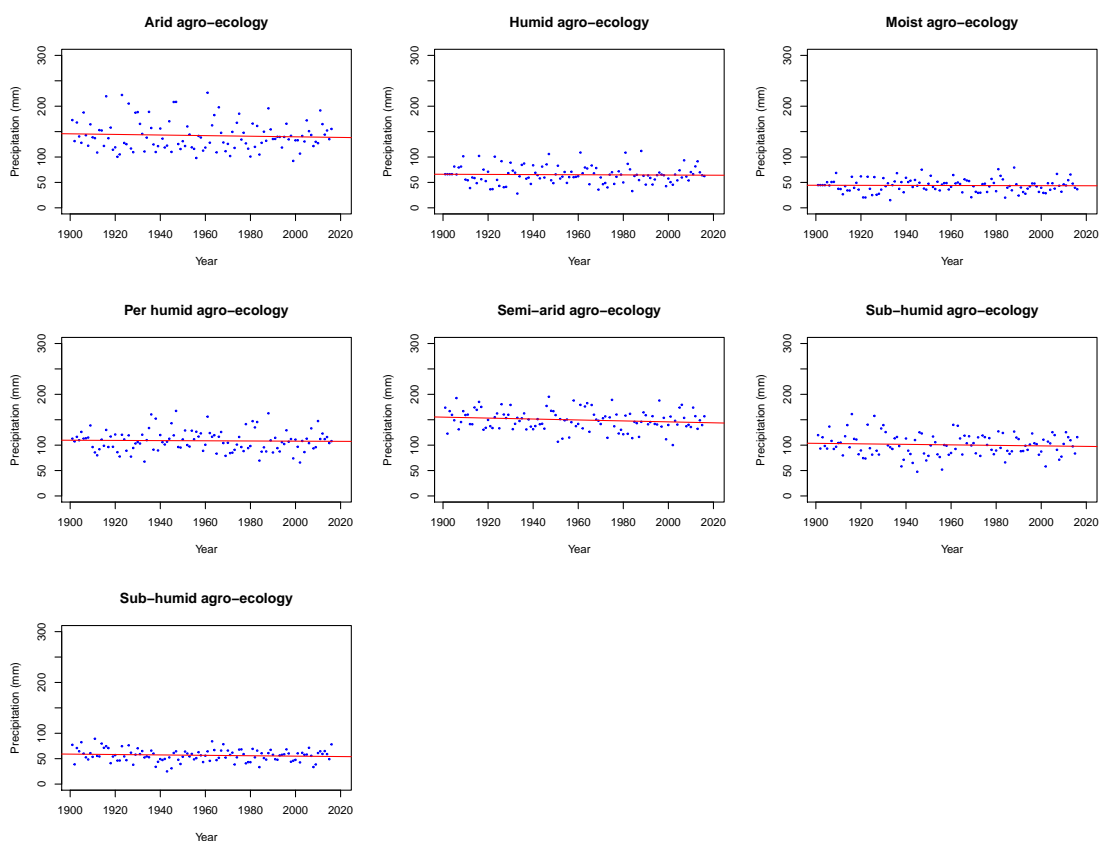 Arid agro−ecology
Precipitation (mm)
300
200
100
50
0
1900 1920 1940 1960 1980 2000 2020
Year
Humid agro−ecology
Precipitation (mm)
300
200
100
50
0
1900 1920 1940 1960 1980 2000 2020
Year
Moist agro−ecology
Precipitation (mm)
300
200
100
50
0
1900 1920 1940 1960 1980 2000 2020
Year
Per humid agro−ecology
Precipitation (mm)
300
200
100
50
0
1900 1920 1940 1960 1980 2000 2020
Year
Semi−arid agro−ecology
Precipitation (mm)
300
200
100
50
0
1900 1920 1940 1960 1980 2000 2020
Year
Sub−humid agro−ecology
Precipitation (mm)
300
200
100
50
0
1900 1920 1940 1960 1980 2000 2020
Year
Sub−humid agro−ecology
Precipitation (mm)
300
200
100
50
0
1900 1920 1940 1960 1980 2000 2020
Year